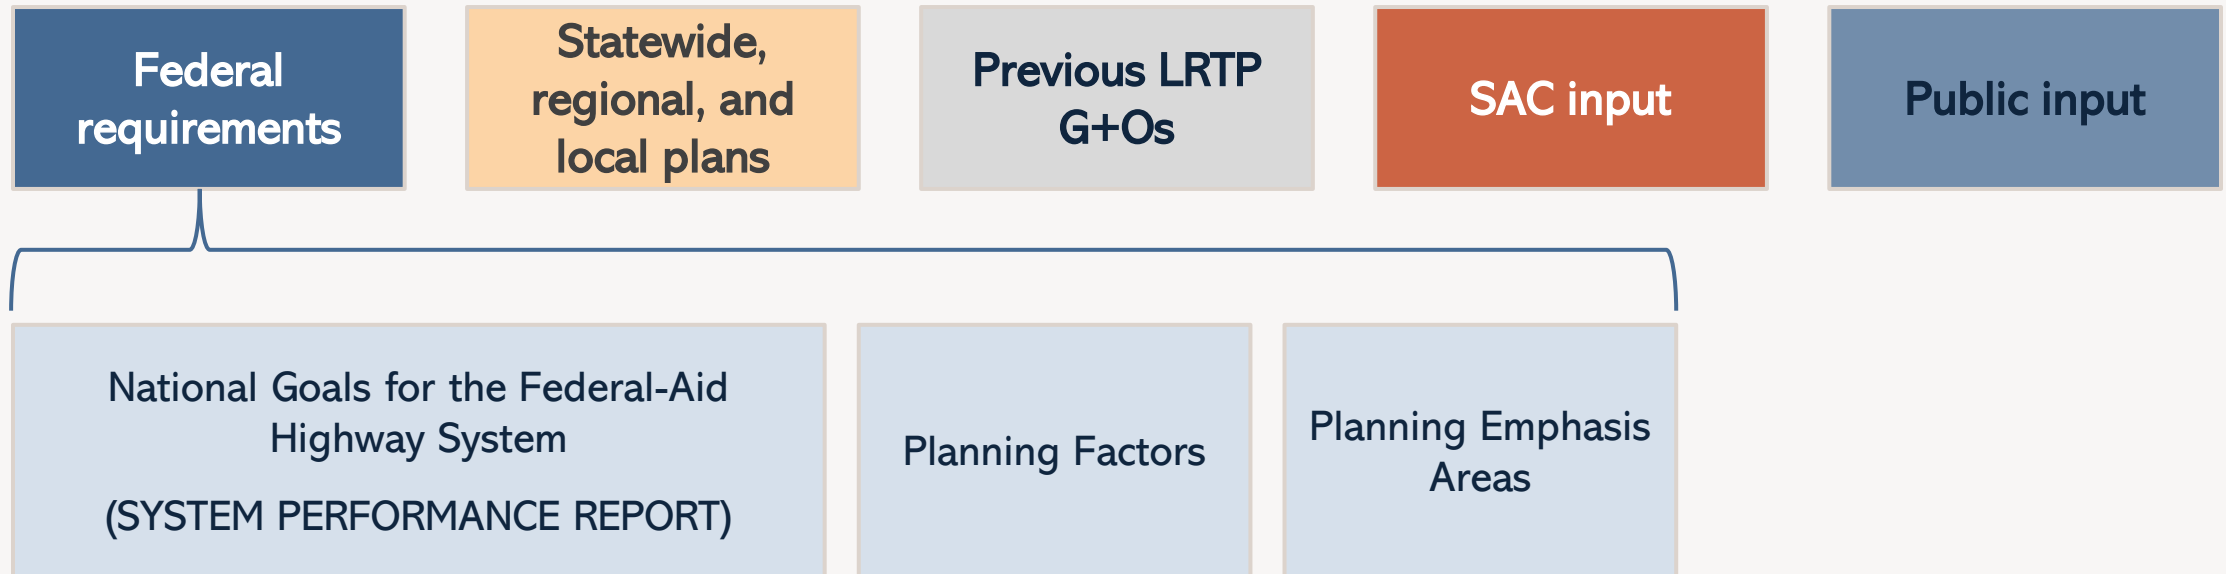 Federal
requirements
Statewide,
regional, and
local plans
Previous LRTP
G+Os
SAC input
Public input
National Goals for the Federal-Aid
Highway System
(SYSTEM PERFORMANCE REPORT)
Planning Factors
Planning Emphasis
Areas